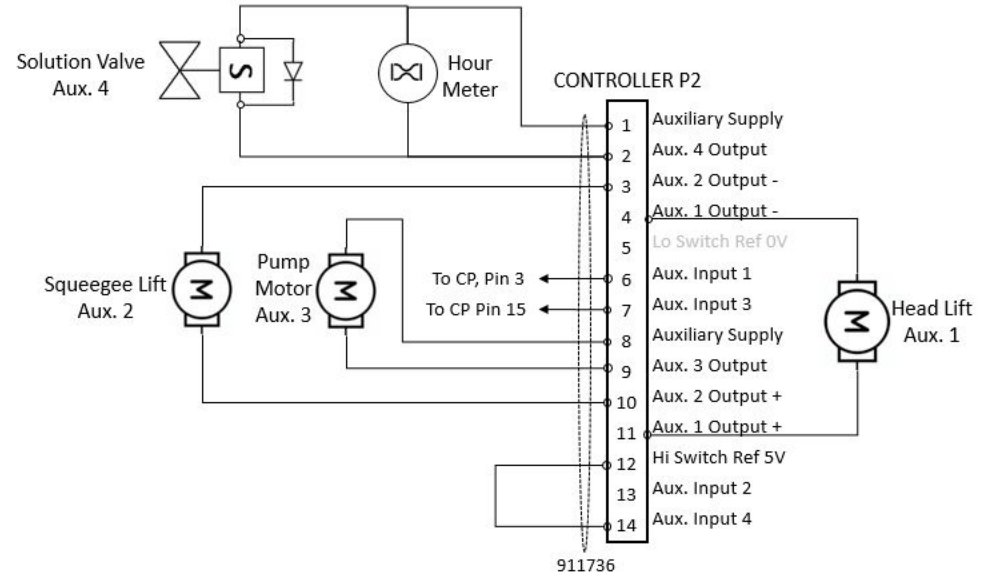 Solution Valve
Aux. 4
S
Hour
Meter
CONTROLLER P2
1 Auxiliary Supply
2 Aux. 4 Output
3 Aux. 2 Output -
4 Aux. 1 Output -
5 Lo Switch Ref 0V
6 Aux. Input 1
7 Aux. Input 3
8 Auxiliary Supply
9 Aux. 3 Output
10 Aux. 2 Output +
11 Aux. 1 Output +
12 Hi Switch Ref 5V
13 Aux. Input 2
14 Aux. Input 4
Squeegee Lift
Aux. 2
M
Pump
Motor
Aux. 3
M
To CP, Pin 3
To CP Pin 15
M
Head Lift
Aux. 1
911736